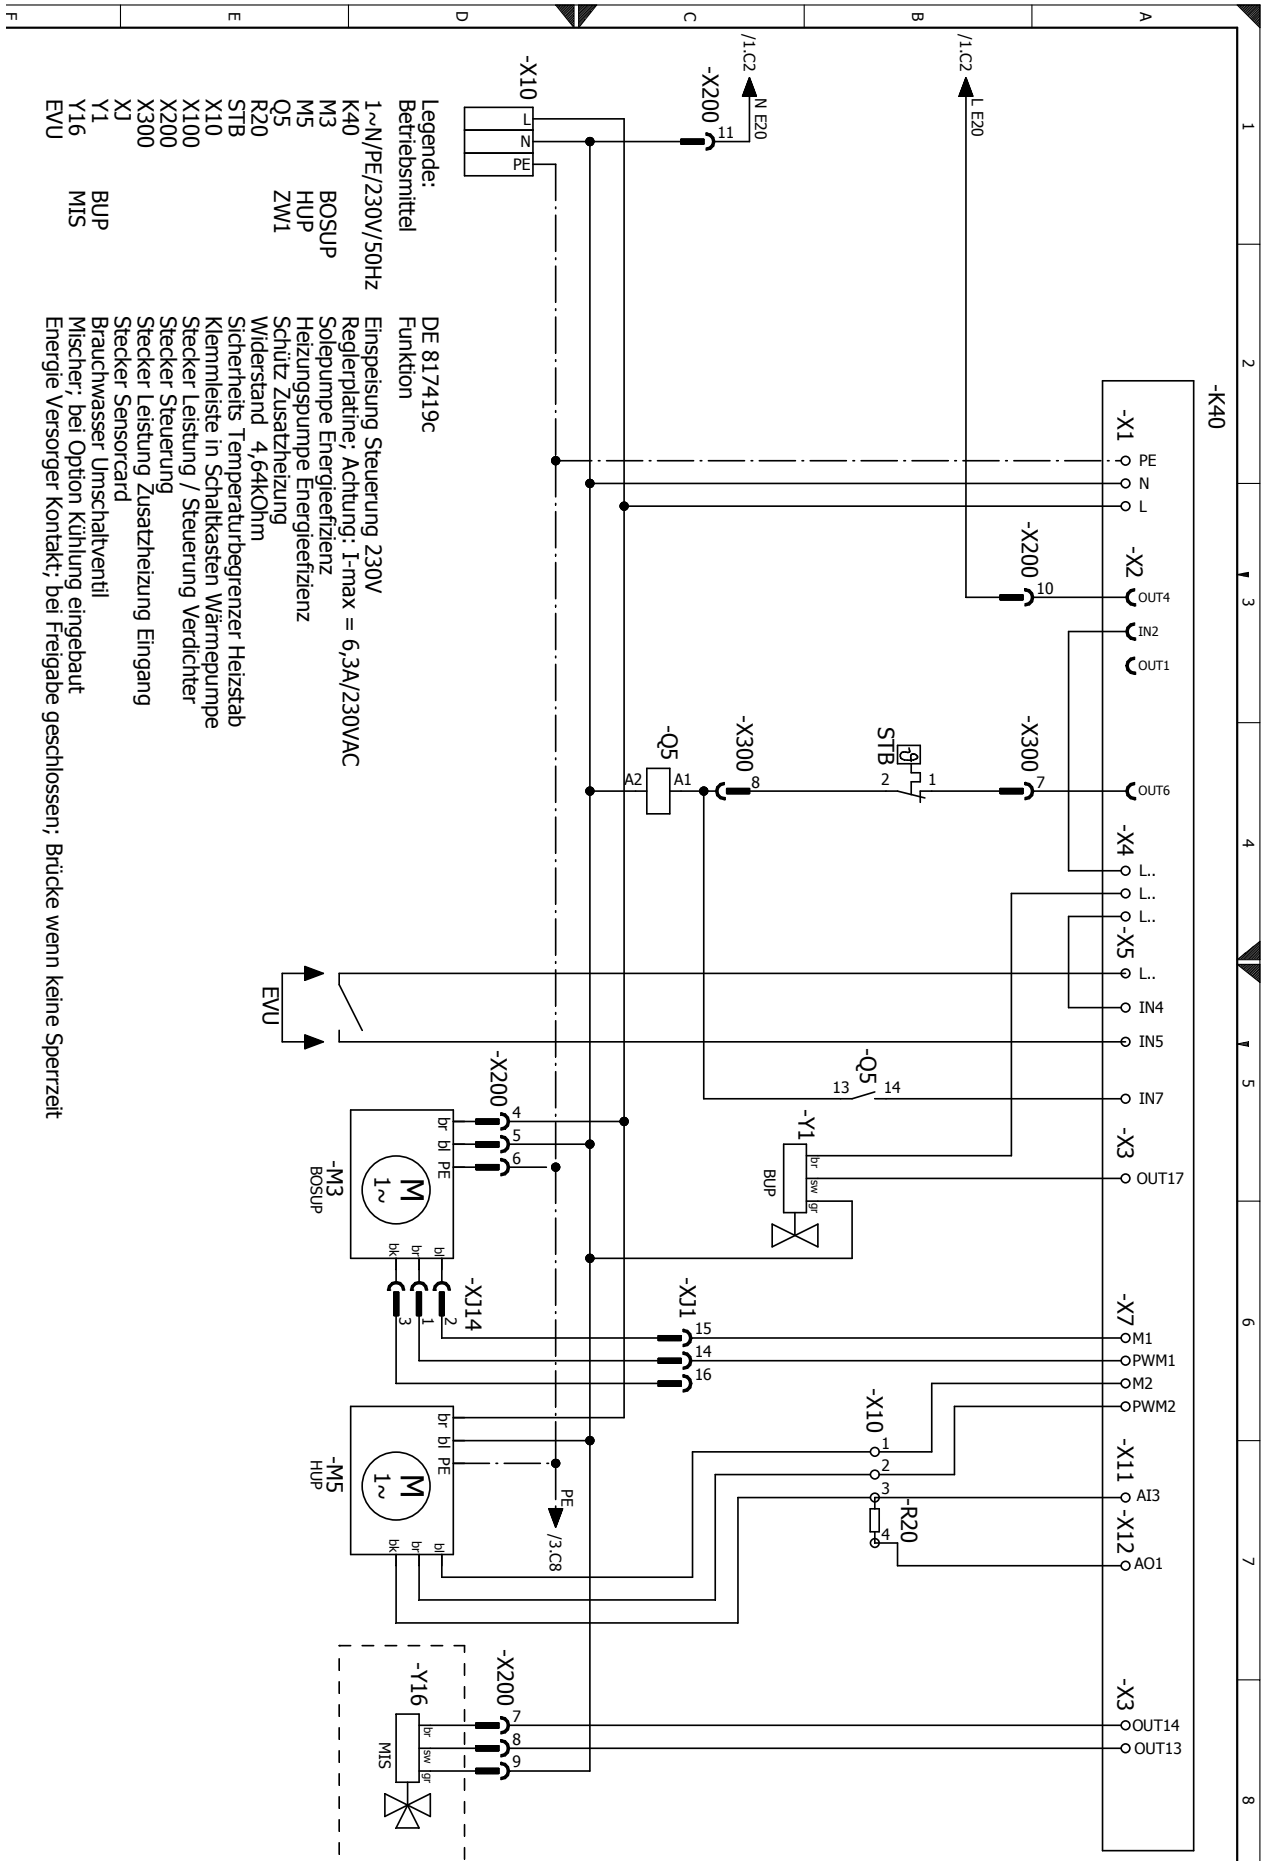 1
2
3
4
5
6
7
8
A
B
C
D
E
F
-K40
-X1
PE
N
L
-X2
OUT4
IN2
OUT1
OUT6
-X4
L..
L..
L..
-X5
L..
IN4
IN5
IN7
-X3
OUT17
-X7
M1
PWM1
M2
PWM2
-X11
AI3
-X12
AO1
-X3
OUT14
OUT13
/1.C2
L E20
-X200
10
/1.C2
N E20
-X200
11
-X300
7
STB
1
2
-X300
8
-Q5
A1
A2
-Q5
13
14
-Y1
br
sw
gr
BUP
-XJ1
15
14
16
-X10
1
2
3
4
-R20
-X10
L
N
PE
EVU
-X200
4
5
6
br
bl
PE
M
1~
-M3
BOSUP
bl
br
bk
-XJ14
2
1
3
br
bl
PE
M
1~
-M5
HUP
bl
br
bk
PE
/3.C8
-X200
7
8
9
-Y16
br
sw
gr
MIS
Legende: DE 817419c
Betriebsmittel Funktion
1~N/PE/230V/50Hz Einspeisung Steuerung 230V
K40 Reglerplatine; Achtung: I-max = 6,3A/230VAC
M3 BOSUP Solepumpe Energieefizienz
M5 HUP Heizungspumpe Energieefizienz
Q5 ZW1 Schütz Zusatzheizung
R20 Widerstand 4,64kOhm
STB Sicherheits Temperaturbegrenzer Heizstab
X10 Klemmleiste in Schaltkasten Wärmepumpe
X100 Stecker Leistung / Steuerung Verdichter
X200 Stecker Steuerung
X300 Stecker Leistung Zusatzheizung Eingang
XJ Stecker Sensorcard
Y1 BUP Brauchwasser Umschaltventil
Y16 MIS Mischer; bei Option Kühlung eingebaut
EVU Energie Versorger Kontakt; bei Freigabe geschlossen; Brücke wenn keine Sperrzeit